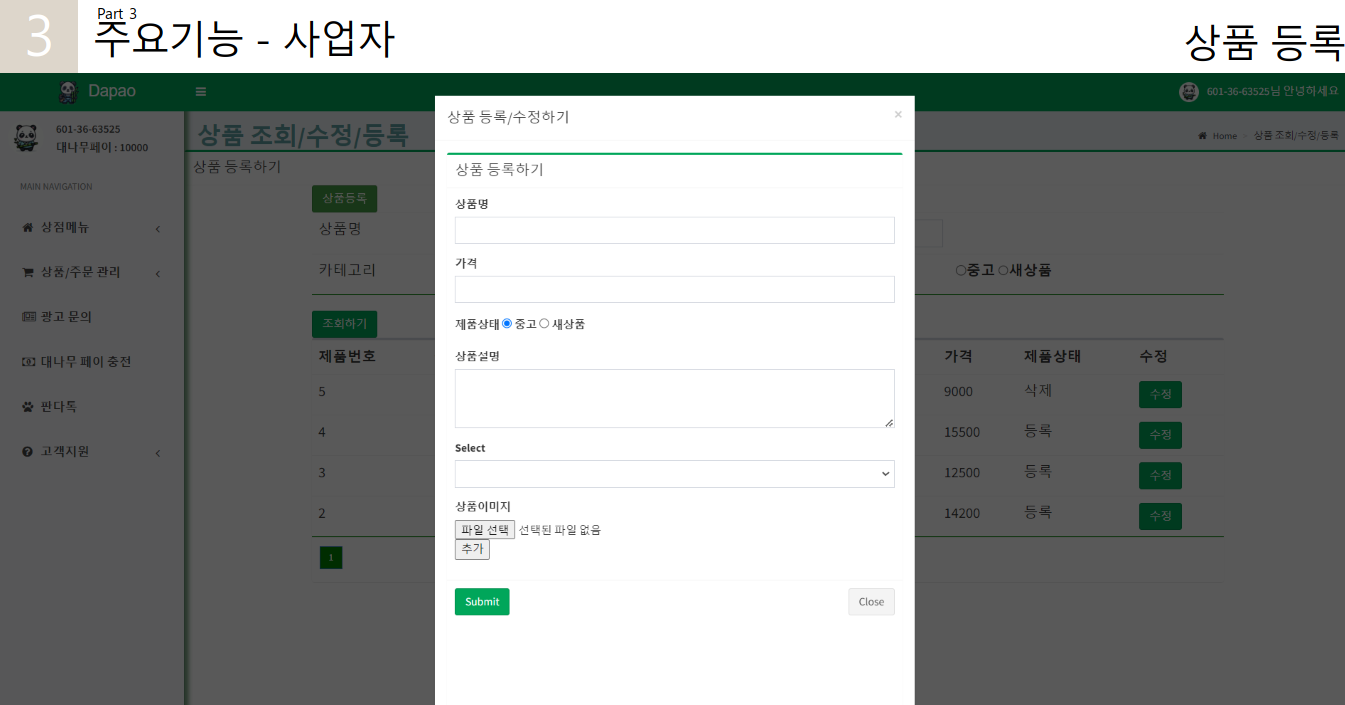 3
Part 3
주요기능 - 사업자
상품 등록
Dapao
601-36-63525님 안녕하세요
601-36-63525
대나무페이 : 10000
MAIN NAVIGATION
상점메뉴
상품/주문 관리
광고 문의
대나무 페이 충전
판다톡
고객지원
상품 조회/수정/등록
Home > 상품 조회/수정/등록
상품 등록하기
상품등록
상품명
카테고리
중고 새상품
조회하기
제품번호 가격 제품상태 수정
5 9000 삭제 수정
4 15500 등록 수정
3 12500 등록 수정
2 14200 등록 수정
1
상품 등록/수정하기
×
상품 등록하기
상품명
가격
제품상태 중고 새상품
상품설명
Select
상품이미지
파일 선택 선택된 파일 없음
추가
Submit
Close